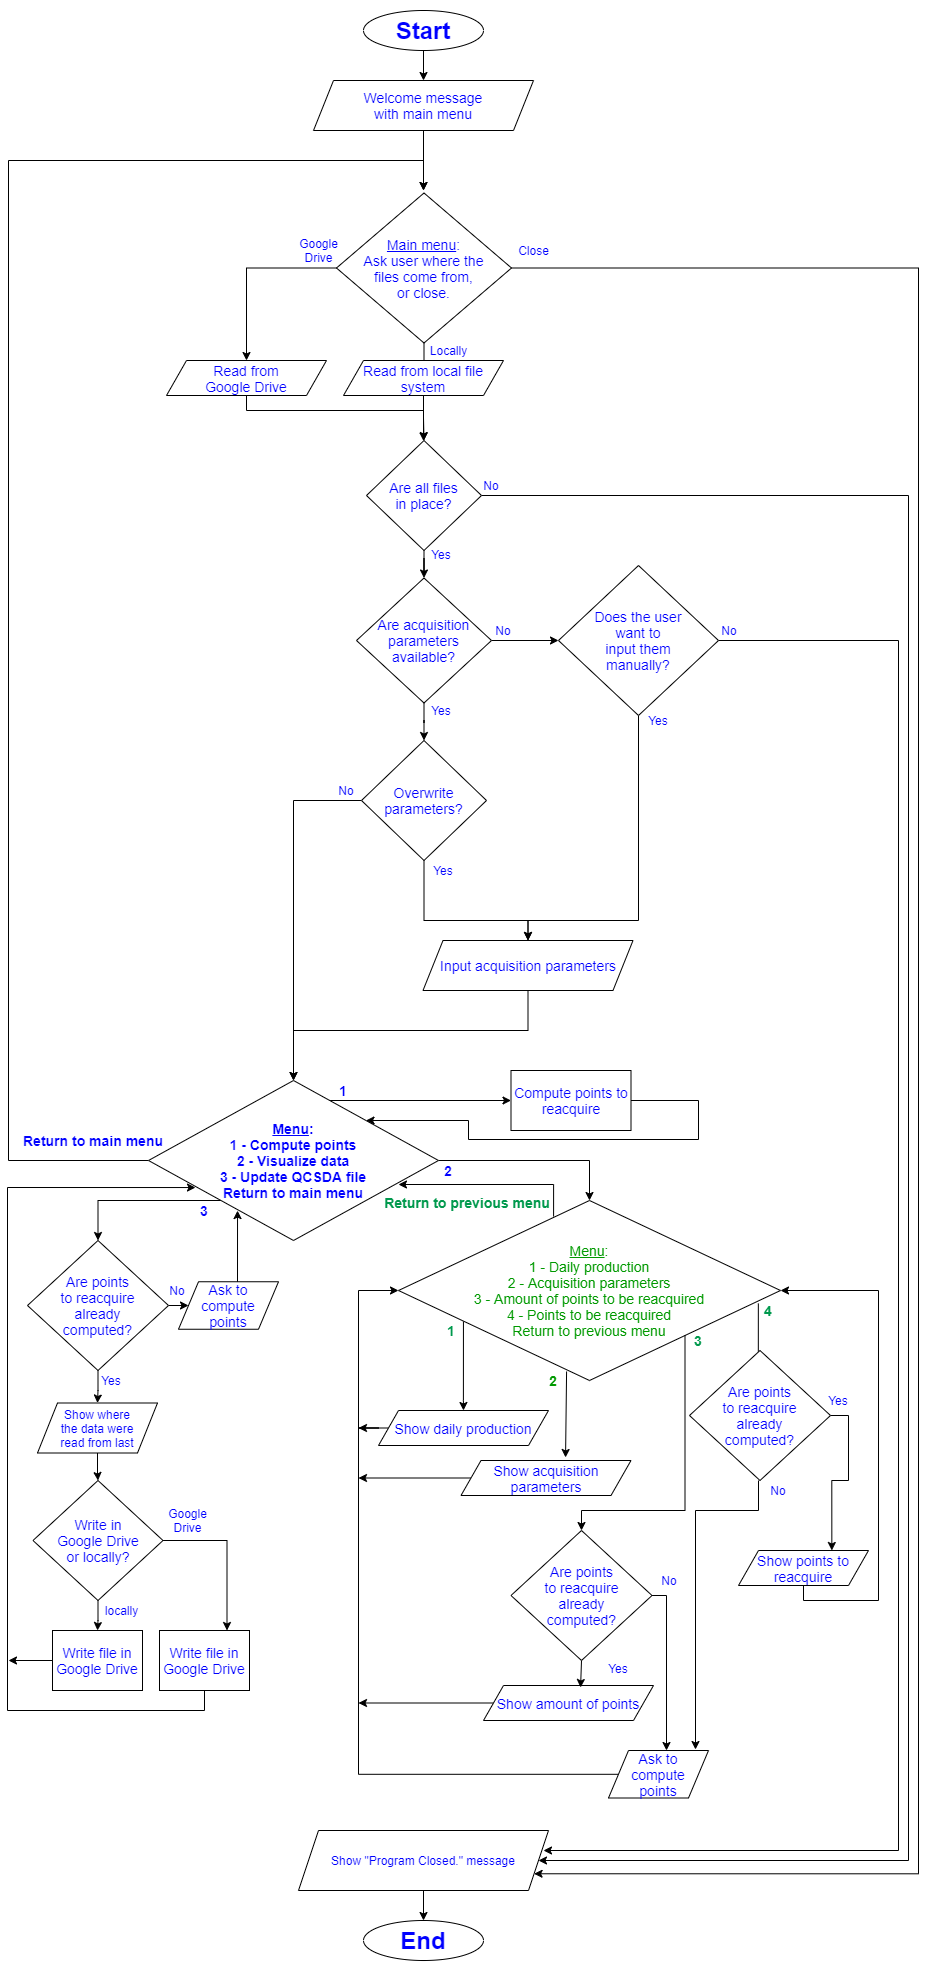 Start
Welcome message
with main menu
Google
Drive
Main menu:
Ask user where the
files come from,
or close.
Close
Locally
Read from
Google Drive
Read from local file
system
Are all files
in place?
No
Yes
Are acquisition
parameters
available?
No
Does the user
want to
input them
manually?
No
Yes
Yes
Overwrite
parameters?
No
Yes
Input acquisition parameters
1
Compute points to
reacquire
Return to main menu
Menu:
1 - Compute points
2 - Visualize data
3 - Update QCSDA file
Return to main menu
2
3
Return to previous menu
Menu:
1 - Daily production
2 - Acquisition parameters
3 - Amount of points to be reacquired
4 - Points to be reacquired
Return to previous menu
1
2
3
4
Are points
to reacquire
already
computed?
No
Ask to
compute
points
Yes
Show where
the data were
read from last
Write in
Google Drive
or locally?
Google
Drive
locally
Write file in
Google Drive
Write file in
Google Drive
Show daily production
Show acquisition
parameters
Are points
to reacquire
already
computed?
Yes
No
Show points to
reacquire
Are points
to reacquire
already
computed?
No
Yes
Show amount of points
Ask to
compute
points
Show "Program Closed." message
End